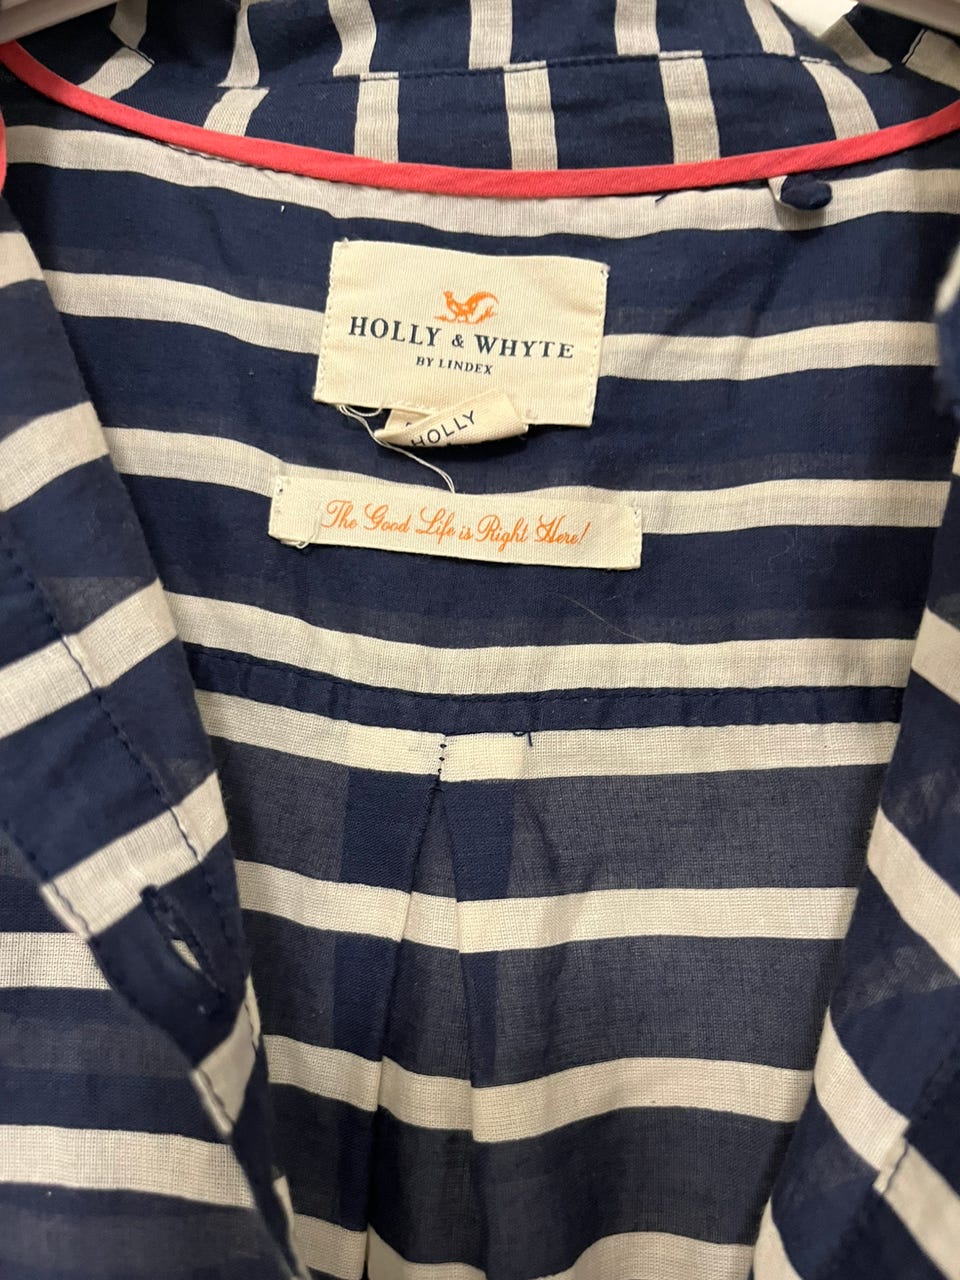 HOLLY & WHYTE
BY LINDEX
HOLLY
The Good Life is Right Here!